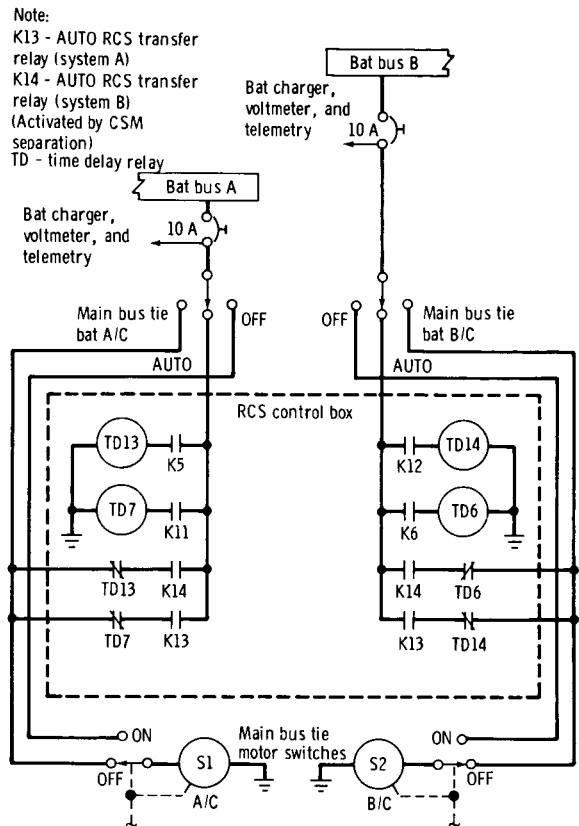 Note:
K13 - AUTO RCS transfer
relay (system A)
K14 - AUTO RCS transfer
relay (system B)
(Activated by CSM
separation)
TD - time delay relay
Bat bus B
Bat charger,
voltmeter, and
telemetry
10 A
Bat bus A
Bat charger,
voltmeter, and
telemetry
10 A
Main bus tie
bat A/C
OFF
AUTO
OFF
Main bus tie
bat B/C
AUTO
RCS control box
TD13
K5
K12
TD14
TD7
K11
K6
TD6
TD13
K14
K14
TD6
TD7
K13
K13
TD14
ON
Main bus tie
motor switches
ON
OFF
S1
A/C
S2
B/C
OFF